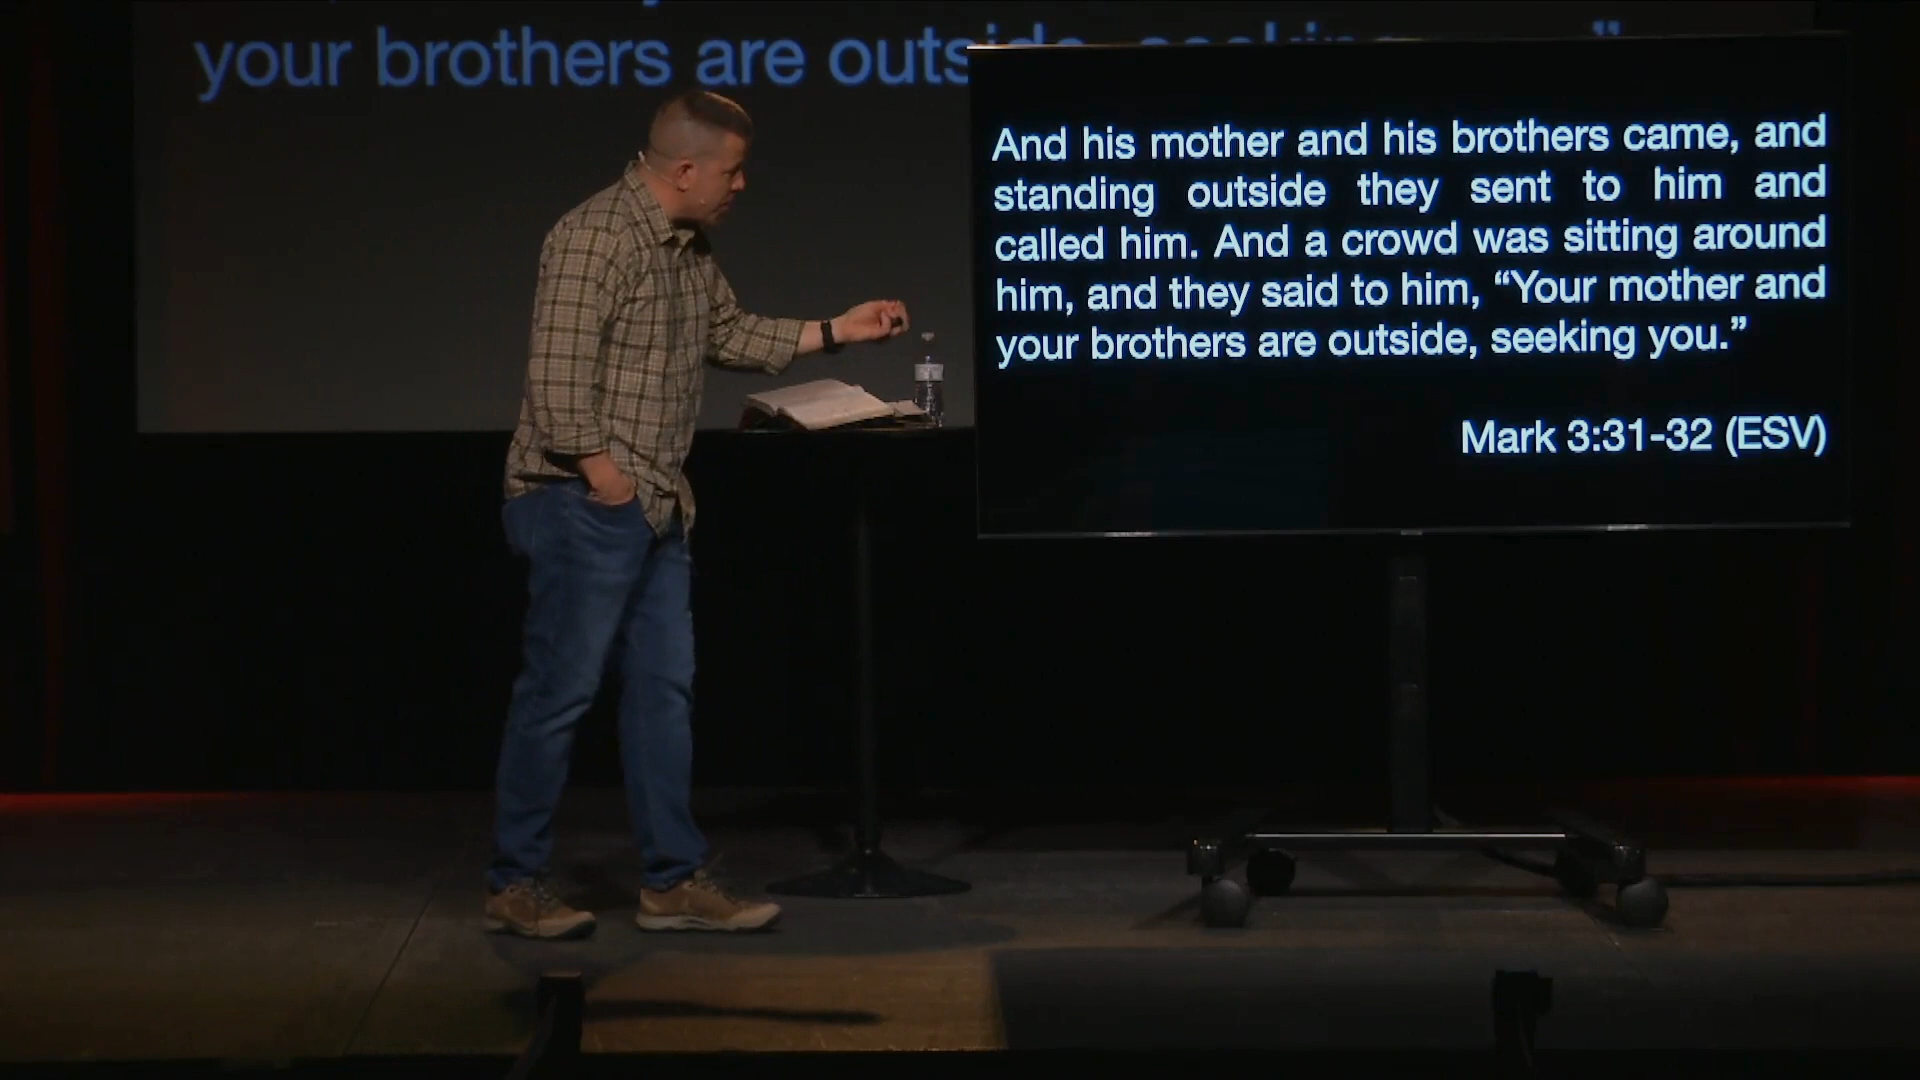 your brothers are outside, seeking
And his mother and his brothers came, and
standing outside they sent to him and
called him. And a crowd was sitting around
him, and they said to him, “Your mother and
your brothers are outside, seeking you.”
Mark 3:31-32 (ESV)